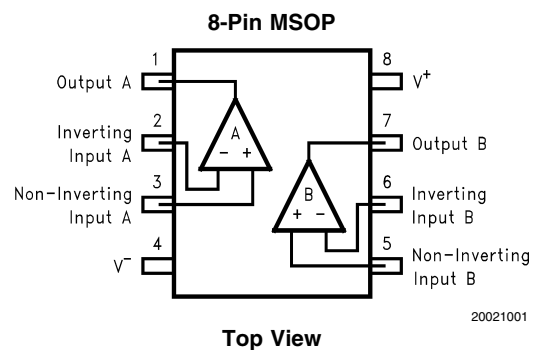 8-Pin MSOP
1
Output A
2
Inverting
Input A
3
Non-Inverting
Input A
4
V-
8
V+
7
Output B
6
Inverting
Input B
5
Non-Inverting
Input B
A
- +
B
+ -
20021001
Top View